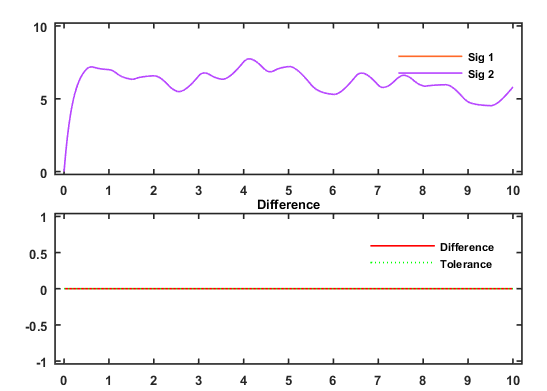 10
Sig 1
Sig 2
5
0
0 1 2 3 4 5 6 7 8 9 10
Difference
1
Difference
0.5
Tolerance
0
-0.5
-1
0 1 2 3 4 5 6 7 8 9 10